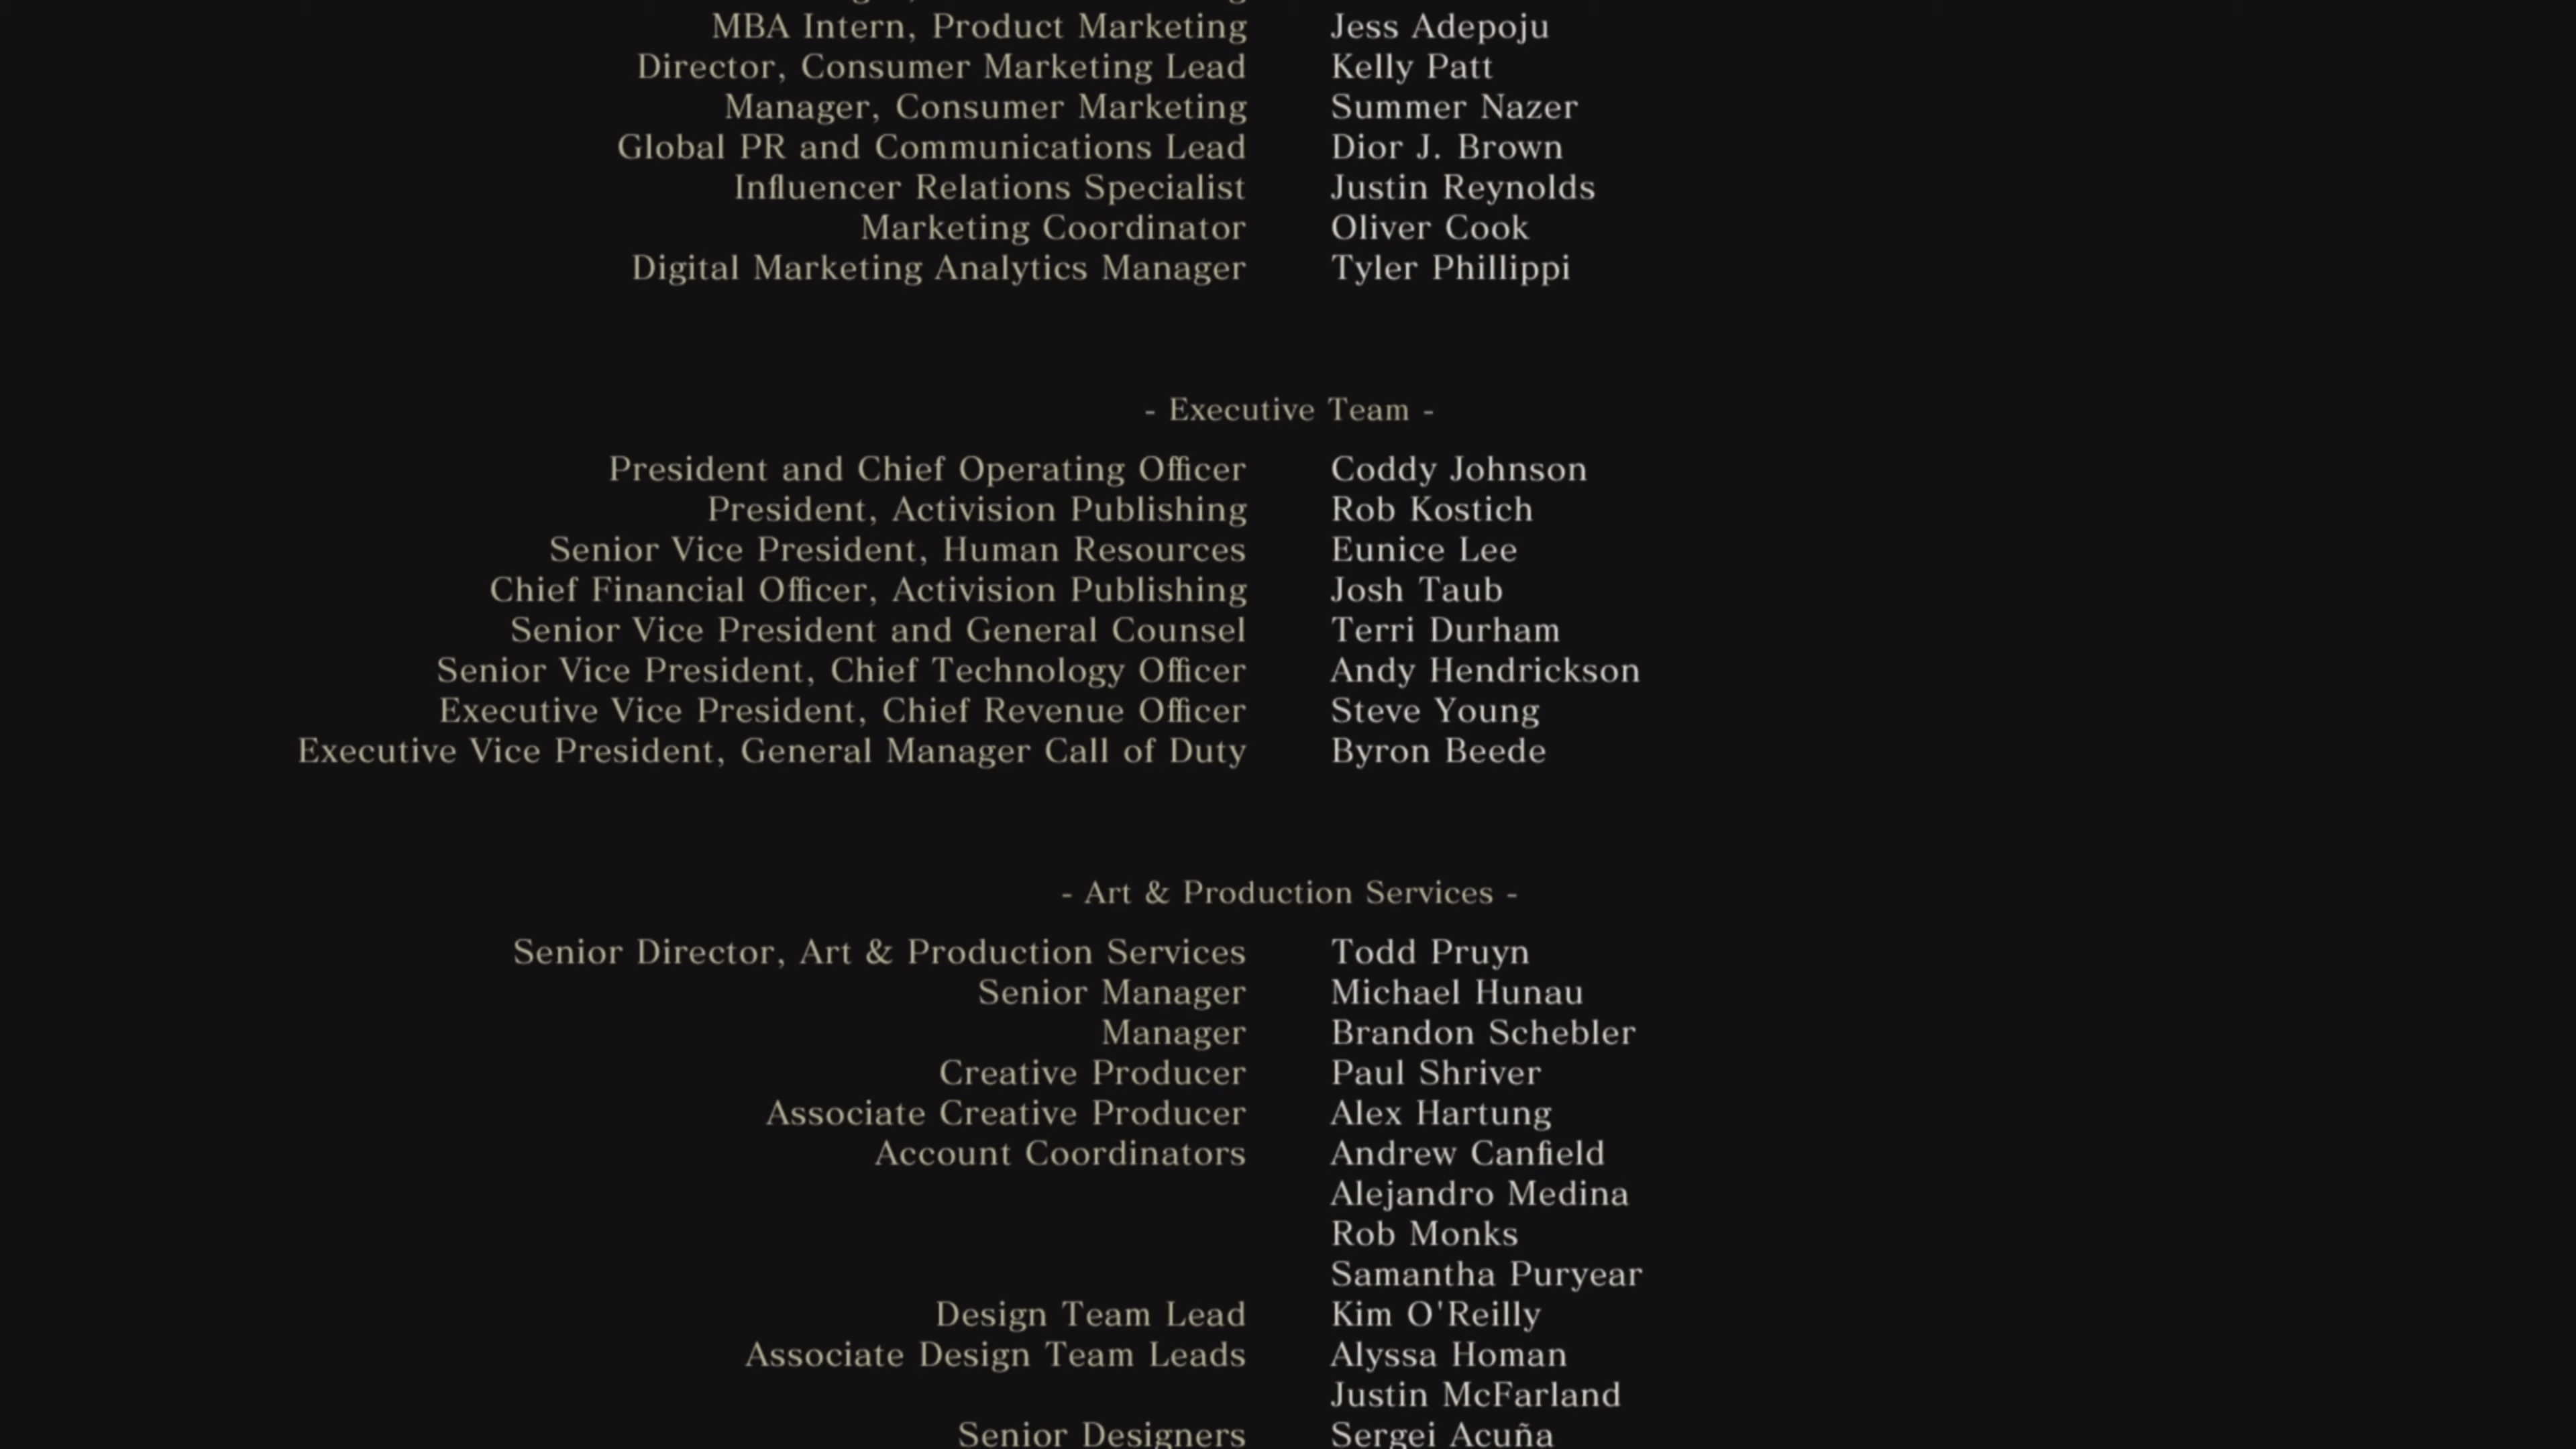 MBA Intern, Product Marketing Jess Adepoju
Director, Consumer Marketing Lead Kelly Patt
Manager, Consumer Marketing Summer Nazer
Global PR and Communications Lead Dior J. Brown
Influencer Relations Specialist Justin Reynolds
Marketing Coordinator Oliver Cook
Digital Marketing Analytics Manager Tyler Phillippi
- Executive Team -
President and Chief Operating Officer Coddy Johnson
President, Activision Publishing Rob Kostich
Senior Vice President, Human Resources Eunice Lee
Chief Financial Officer, Activision Publishing Josh Taub
Senior Vice President and General Counsel Terri Durham
Senior Vice President, Chief Technology Officer Andy Hendrickson
Executive Vice President, Chief Revenue Officer Steve Young
Executive Vice President, General Manager Call of Duty Byron Beede
- Art & Production Services -
Senior Director, Art & Production Services Todd Pruyn
Senior Manager Michael Hunau
Manager Brandon Schebler
Creative Producer Paul Shriver
Associate Creative Producer Alex Hartung
Account Coordinators Andrew Canfield
Alejandro Medina
Rob Monks
Samantha Puryear
Design Team Lead Kim O'Reilly
Associate Design Team Leads Alyssa Homan
Justin McFarland
Senior Designers Sergei Acuña